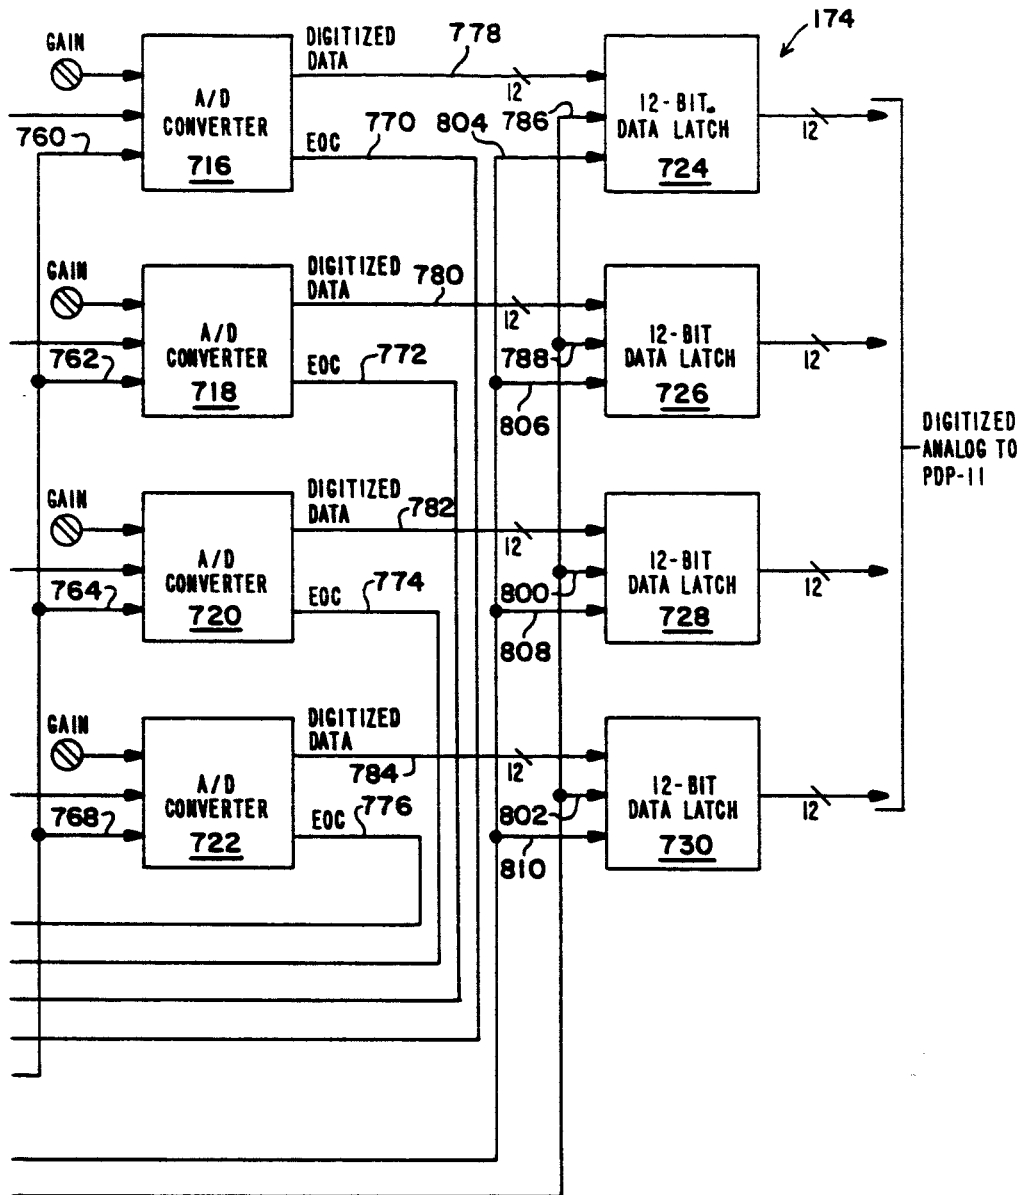 174
GAIN
760
A/D
CONVERTER
716
DIGITIZED
DATA
778
12
EOC
770
804
786
12-BIT
DATA LATCH
724
12
GAIN
762
A/D
CONVERTER
718
DIGITIZED
DATA
780
12
EOC
772
788
806
12-BIT
DATA LATCH
726
12
DIGITIZED
ANALOG TO
PDP-11
GAIN
764
A/D
CONVERTER
720
DIGITIZED
DATA
782
12
EOC
774
800
808
12-BIT
DATA LATCH
728
12
GAIN
768
A/D
CONVERTER
722
DIGITIZED
DATA
784
12
EOC
776
802
810
12-BIT
DATA LATCH
730
12